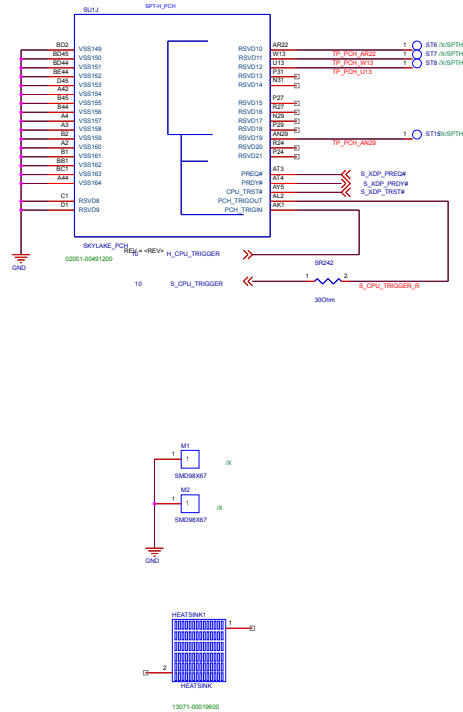 SU1J SPT-H_PCH
BD2 VSS149 RSVD10 AR22 1 ST6 /X/SPTH
BD45 VSS150 RSVD11 W13 TP_PCH_AR22 1 ST7 /X/SPTH
BD44 VSS151 RSVD12 U13 TP_PCH_W13 1 ST8 /X/SPTH
BE44 VSS152 RSVD13 P31 TP_PCH_U13
D45 VSS153 RSVD14 N31
A42 VSS154
B45 VSS155 RSVD15 P27
B44 VSS156 RSVD16 R27
A4 VSS157 RSVD17 N29
A3 VSS158 RSVD18 P29
B2 VSS159 RSVD19 AN29 1 ST15 /X/SPTH
A2 VSS160 RSVD20 R24 TP_PCH_AN29
B1 VSS161 RSVD21 P24
BB1 VSS162
BC1 VSS163 PREQ# AT3 S_XDP_PREQ#
A44 VSS164 PRDY# AT4 S_XDP_PRDY#
CPU_TRST# AY5 S_XDP_TRST#
C1 RSVD8 PCH_TRIGOUT AL2
D1 RSVD9 PCH_TRIGIN AK1
SKYLAKE_PCH
REV = <REV>
10 H_CPU_TRIGGER
GND 02001-00491200
SR242
10 S_CPU_TRIGGER 1 2 S_CPU_TRIGGER_R
30Ohm
M1
1 1 /X
SMD98X67
M2
1 1 /X
SMD98X67
GND
HEATSINK1
1
2
HEATSINK
13071-00019600